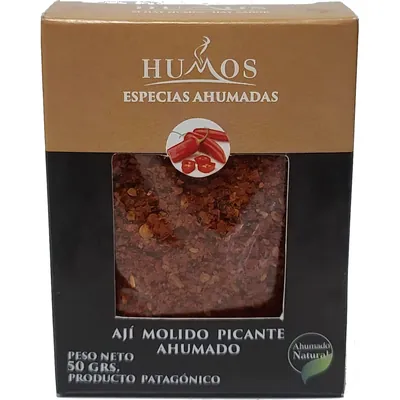 HUMOS
ESPECIAS AHUMADAS
AJÍ MOLIDO PICANTE
AHUMADO
PESO NETO
50 GRS.
PRODUCTO PATAGÓNICO
Ahumado
Natural